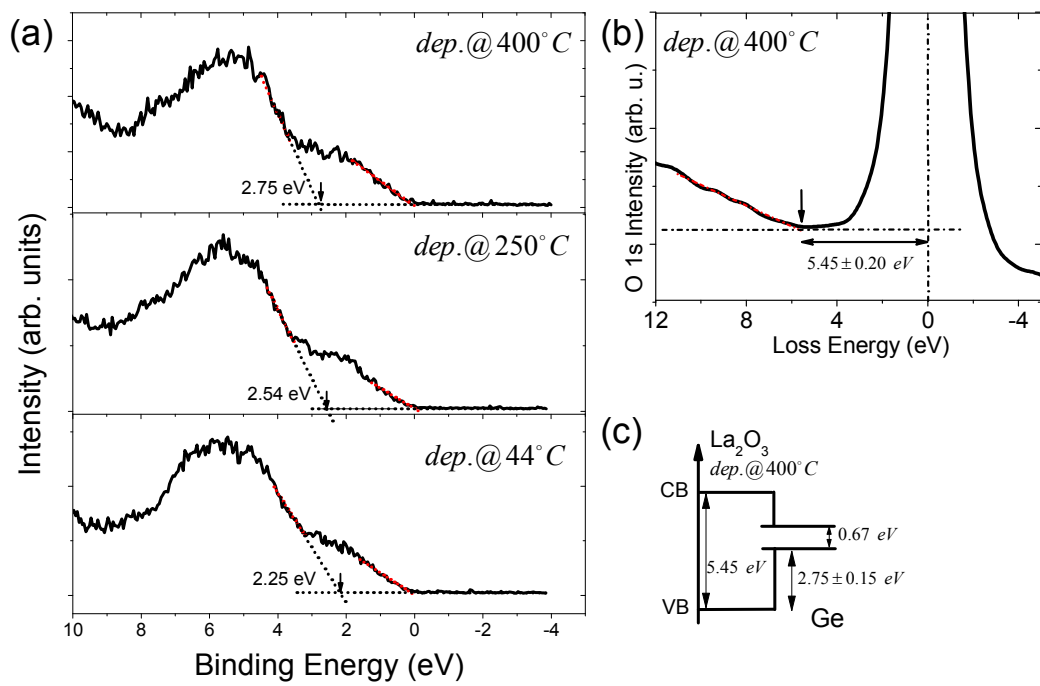 (a)
dep.@400°C
2.75 eV
dep.@250°C
2.54 eV
dep.@44°C
2.25 eV
10 8 6 4 2 0 -2 -4
Binding Energy (eV)
Intensity (arb. units)
(b)
dep.@400°C
5.45±0.20 eV
12 8 4 0 -4
Loss Energy (eV)
O 1s Intensity (arb. u.)
(c)
La₂O₃
dep.@400°C
CB
0.67 eV
5.45 eV
2.75±0.15 eV
VB
Ge